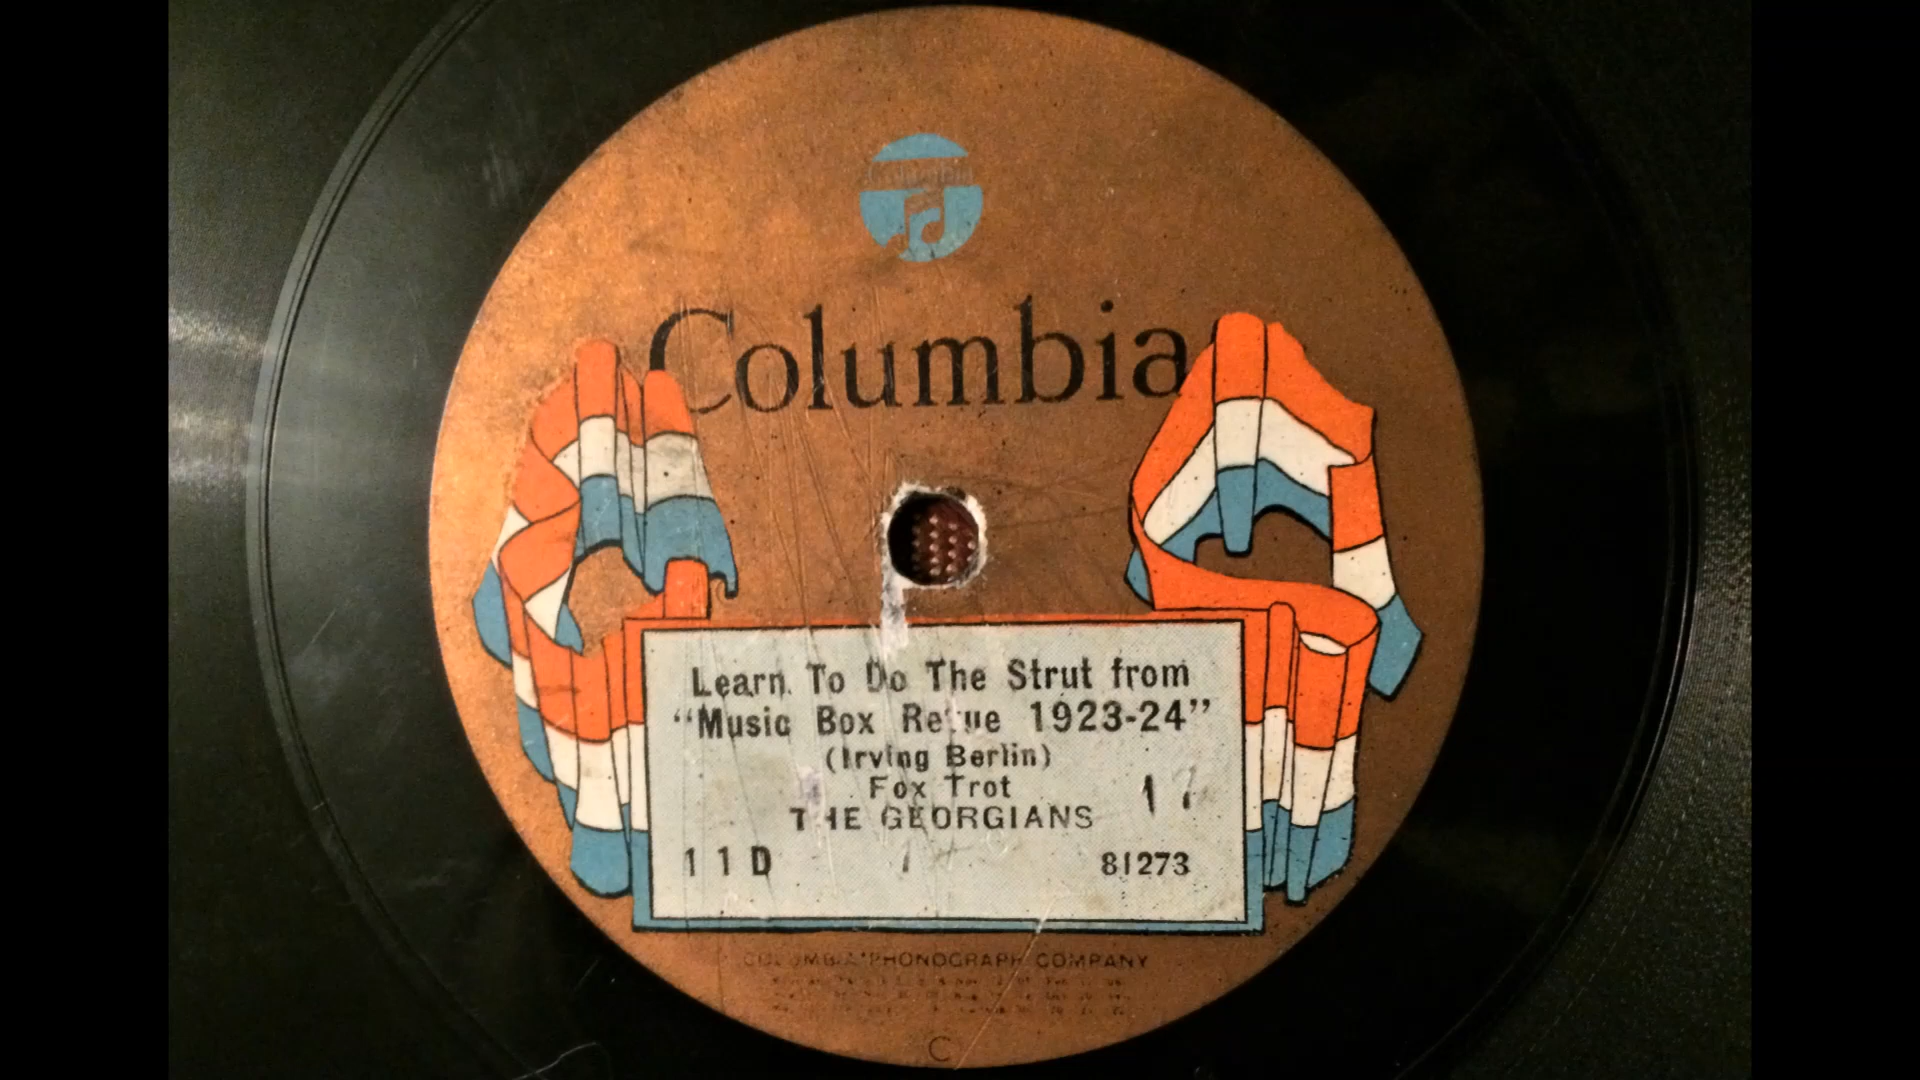 Columbia
Learn To Do The Strut from
“Music Box Revue 1923-24”
(Irving Berlin)
Fox Trot
THE GEORGIANS
11 D
81273
COLUMBIA PHONOGRAPH COMPANY
C